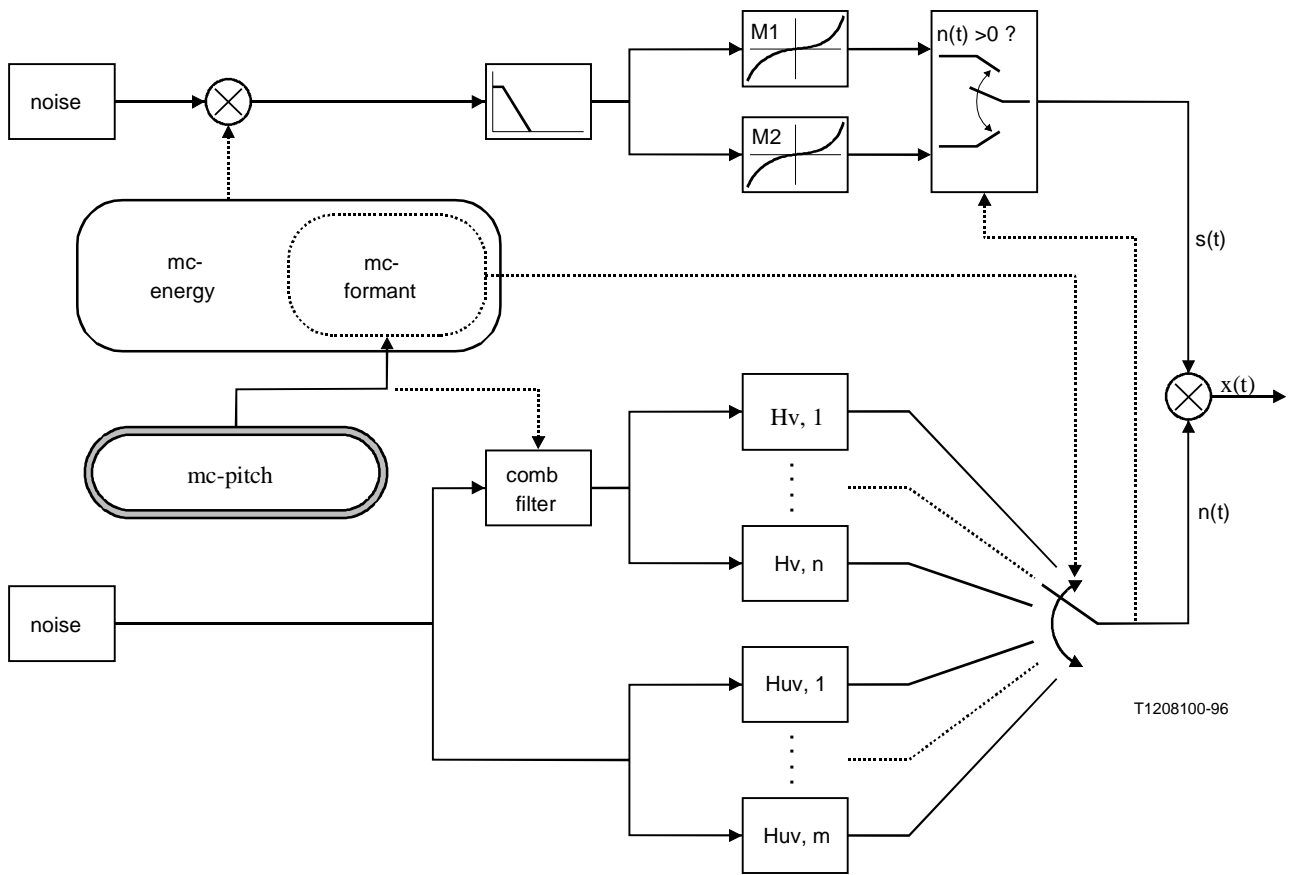 M1
n(t) >0 ?
noise
M2
s(t)
mc-
energy
mc-
formant
x(t)
Hv, 1
mc-pitch
comb
filter
n(t)
Hv, n
noise
Huv, 1
T1208100-96
Huv, m